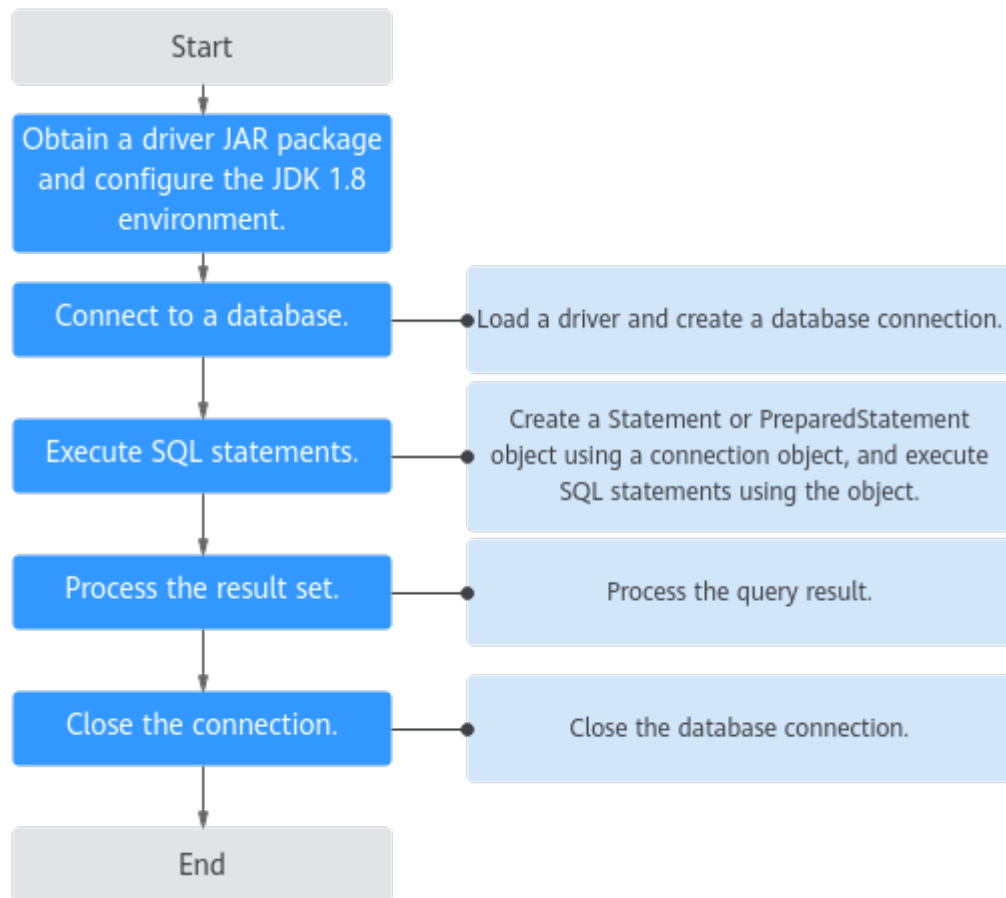 Start
Obtain a driver JAR package
and configure the JDK 1.8
environment.
Connect to a database.
Load a driver and create a database connection.
Execute SQL statements.
Create a Statement or PreparedStatement
object using a connection object, and execute
SQL statements using the object.
Process the result set.
Process the query result.
Close the connection.
Close the database connection.
End